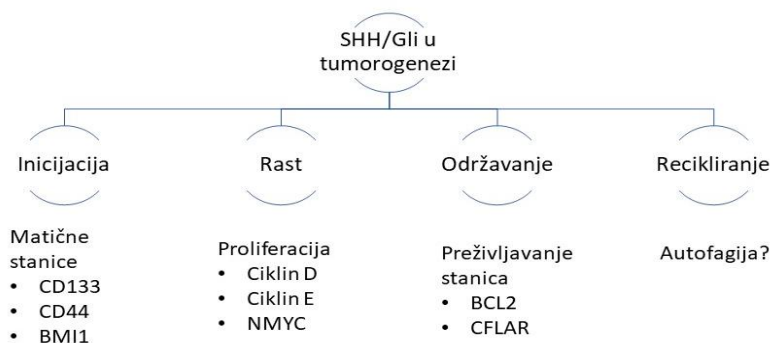 SHH/Gli u
tumorogenezi
Inicijacija
Rast
Održavanje
Recikliranje
Matične
stanice
• CD133
• CD44
• BMI1
Proliferacija
• Ciklin D
• Ciklin E
• NMYC
Preživljavanje
stanica
• BCL2
• CFLAR
Autofagija?